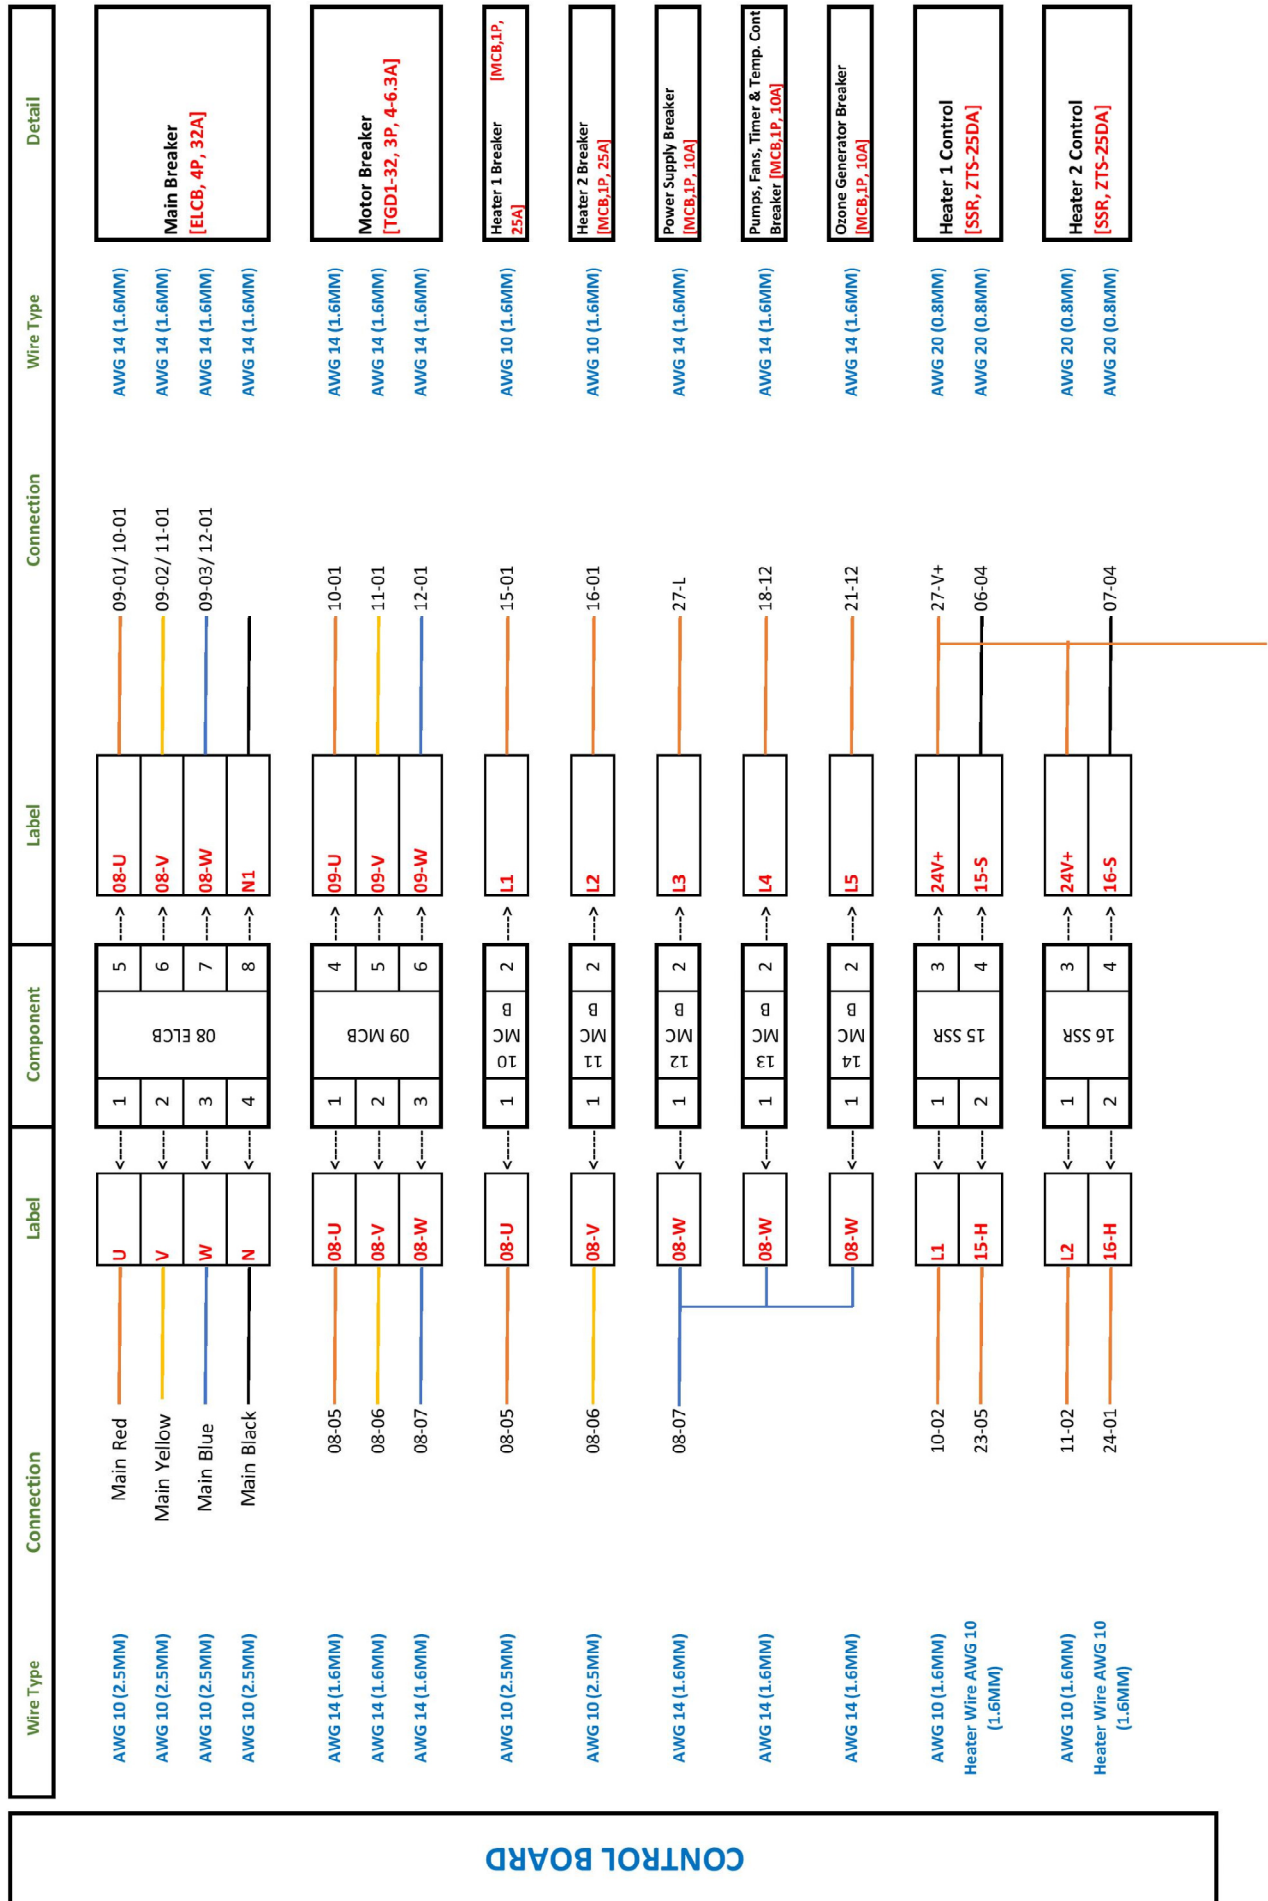 CONTROL BOARD
Wire Type Connection Label Component Label Connection Wire Type Detail
AWG 10 (2.5MM) Main Red U <----- 1 5 ----> 08-U 09-01/ 10-01 AWG 14 (1.6MM)
AWG 10 (2.5MM) Main Yellow V <----- 2 6 ----> 08-V 09-02/ 11-01 AWG 14 (1.6MM)
AWG 10 (2.5MM) Main Blue W <----- 3 7 ----> 08-W 09-03/ 12-01 AWG 14 (1.6MM)
AWG 10 (2.5MM) Main Black N <----- 4 8 ----> N1 AWG 14 (1.6MM)
08 ELCB
Main Breaker
[ELCB, 4P, 32A]
AWG 14 (1.6MM) 08-05 08-U <----- 1 4 ----> 09-U 10-01 AWG 14 (1.6MM)
AWG 14 (1.6MM) 08-06 08-V <----- 2 5 ----> 09-V 11-01 AWG 14 (1.6MM)
AWG 14 (1.6MM) 08-07 08-W <----- 3 6 ----> 09-W 12-01 AWG 14 (1.6MM)
09 MCB
Motor Breaker
[TGD1-32, 3P, 4-6.3A]
AWG 10 (2.5MM) 08-05 08-U <----- 1 2 ----> L1 15-01 AWG 10 (1.6MM)
10
MC
B
Heater 1 Breaker [MCB,1P,
25A]
AWG 10 (2.5MM) 08-06 08-V <----- 1 2 ----> L2 16-01 AWG 10 (1.6MM)
11
MC
B
Heater 2 Breaker
[MCB,1P, 25A]
AWG 14 (1.6MM) 08-07 08-W <----- 1 2 ----> L3 27-L AWG 14 (1.6MM)
12
MC
B
Power Supply Breaker
[MCB,1P, 10A]
AWG 14 (1.6MM) 08-W <----- 1 2 ----> L4 18-12 AWG 14 (1.6MM)
13
MC
B
Pumps, Fans, Timer & Temp. Cont
Breaker [MCB,1P, 10A]
AWG 14 (1.6MM) 08-W <----- 1 2 ----> L5 21-12 AWG 14 (1.6MM)
14
MC
B
Ozone Generator Breaker
[MCB,1P, 10A]
AWG 10 (1.6MM) 10-02 L1 <----- 1 3 ----> 24V+ 27-V+ AWG 20 (0.8MM)
Heater Wire AWG 10
(1.6MM)
23-05 15-H <----- 2 4 ----> 15-S 06-04 AWG 20 (0.8MM)
15 SSR
Heater 1 Control
[SSR, ZTS-25DA]
AWG 10 (1.6MM) 11-02 L2 <----- 1 3 ----> 24V+ AWG 20 (0.8MM)
Heater Wire AWG 10
(1.6MM)
24-01 16-H <----- 2 4 ----> 16-S 07-04 AWG 20 (0.8MM)
16 SSR
Heater 2 Control
[SSR, ZTS-25DA]